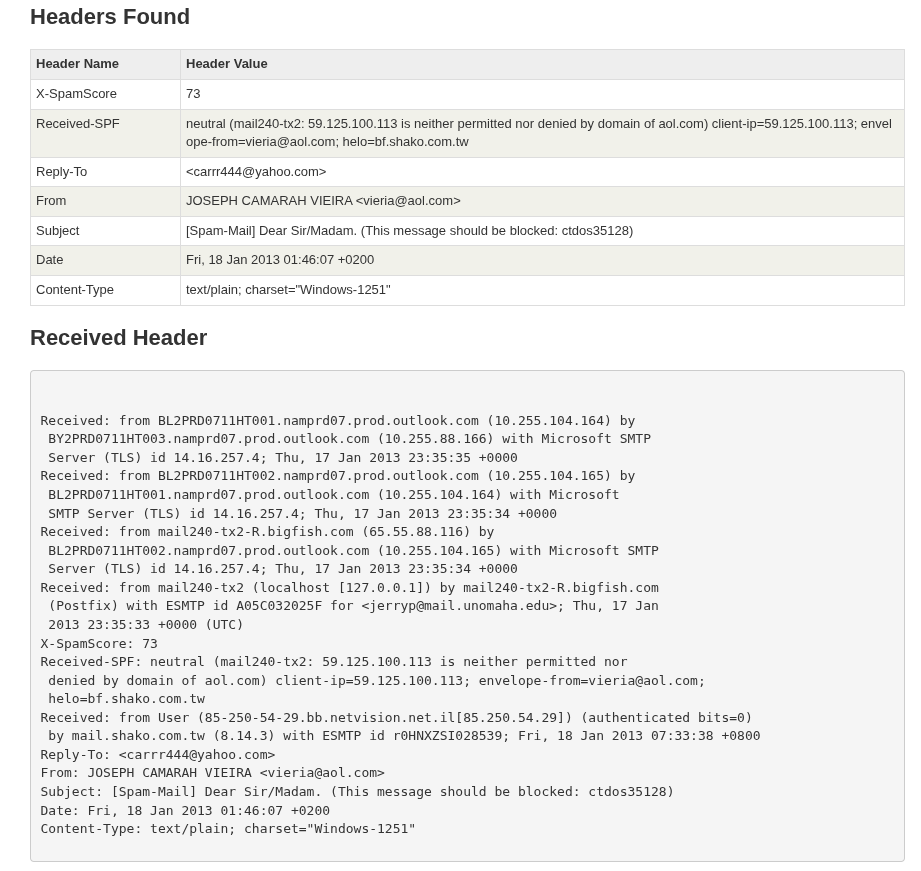 Headers Found
Header Name Header Value
X-SpamScore 73
Received-SPF neutral (mail240-tx2: 59.125.100.113 is neither permitted nor denied by domain of aol.com) client-ip=59.125.100.113; envel
ope-from=vieria@aol.com; helo=bf.shako.com.tw
Reply-To <carrr444@yahoo.com>
From JOSEPH CAMARAH VIEIRA <vieria@aol.com>
Subject [Spam-Mail] Dear Sir/Madam. (This message should be blocked: ctdos35128)
Date Fri, 18 Jan 2013 01:46:07 +0200
Content-Type text/plain; charset="Windows-1251"
Received Header
Received: from BL2PRD0711HT001.namprd07.prod.outlook.com (10.255.104.164) by
BY2PRD0711HT003.namprd07.prod.outlook.com (10.255.88.166) with Microsoft SMTP
Server (TLS) id 14.16.257.4; Thu, 17 Jan 2013 23:35:35 +0000
Received: from BL2PRD0711HT002.namprd07.prod.outlook.com (10.255.104.165) by
BL2PRD0711HT001.namprd07.prod.outlook.com (10.255.104.164) with Microsoft
SMTP Server (TLS) id 14.16.257.4; Thu, 17 Jan 2013 23:35:34 +0000
Received: from mail240-tx2-R.bigfish.com (65.55.88.116) by
BL2PRD0711HT002.namprd07.prod.outlook.com (10.255.104.165) with Microsoft SMTP
Server (TLS) id 14.16.257.4; Thu, 17 Jan 2013 23:35:34 +0000
Received: from mail240-tx2 (localhost [127.0.0.1]) by mail240-tx2-R.bigfish.com
(Postfix) with ESMTP id A05C032025F for <jerryp@mail.unomaha.edu>; Thu, 17 Jan
2013 23:35:33 +0000 (UTC)
X-SpamScore: 73
Received-SPF: neutral (mail240-tx2: 59.125.100.113 is neither permitted nor
denied by domain of aol.com) client-ip=59.125.100.113; envelope-from=vieria@aol.com;
helo=bf.shako.com.tw
Received: from User (85-250-54-29.bb.netvision.net.il[85.250.54.29]) (authenticated bits=0)
by mail.shako.com.tw (8.14.3) with ESMTP id r0HNXZSI028539; Fri, 18 Jan 2013 07:33:38 +0800
Reply-To: <carrr444@yahoo.com>
From: JOSEPH CAMARAH VIEIRA <vieria@aol.com>
Subject: [Spam-Mail] Dear Sir/Madam. (This message should be blocked: ctdos35128)
Date: Fri, 18 Jan 2013 01:46:07 +0200
Content-Type: text/plain; charset="Windows-1251"